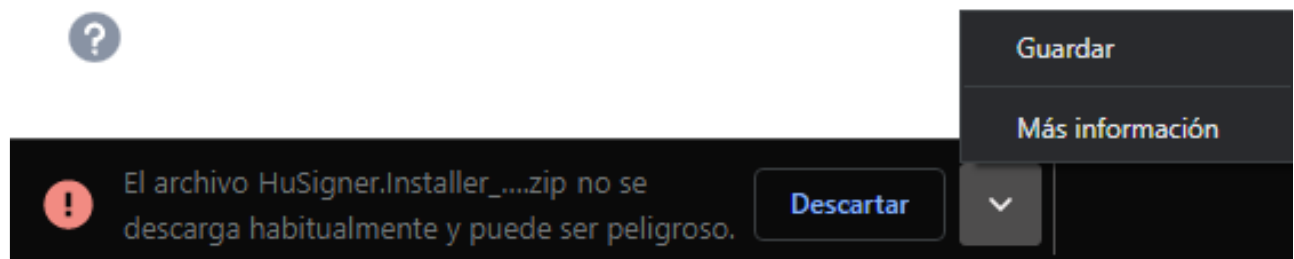 ?
Guardar
Más información
El archivo HuSigner.Installer_....zip no se
descarga habitualmente y puede ser peligroso.
Descartar